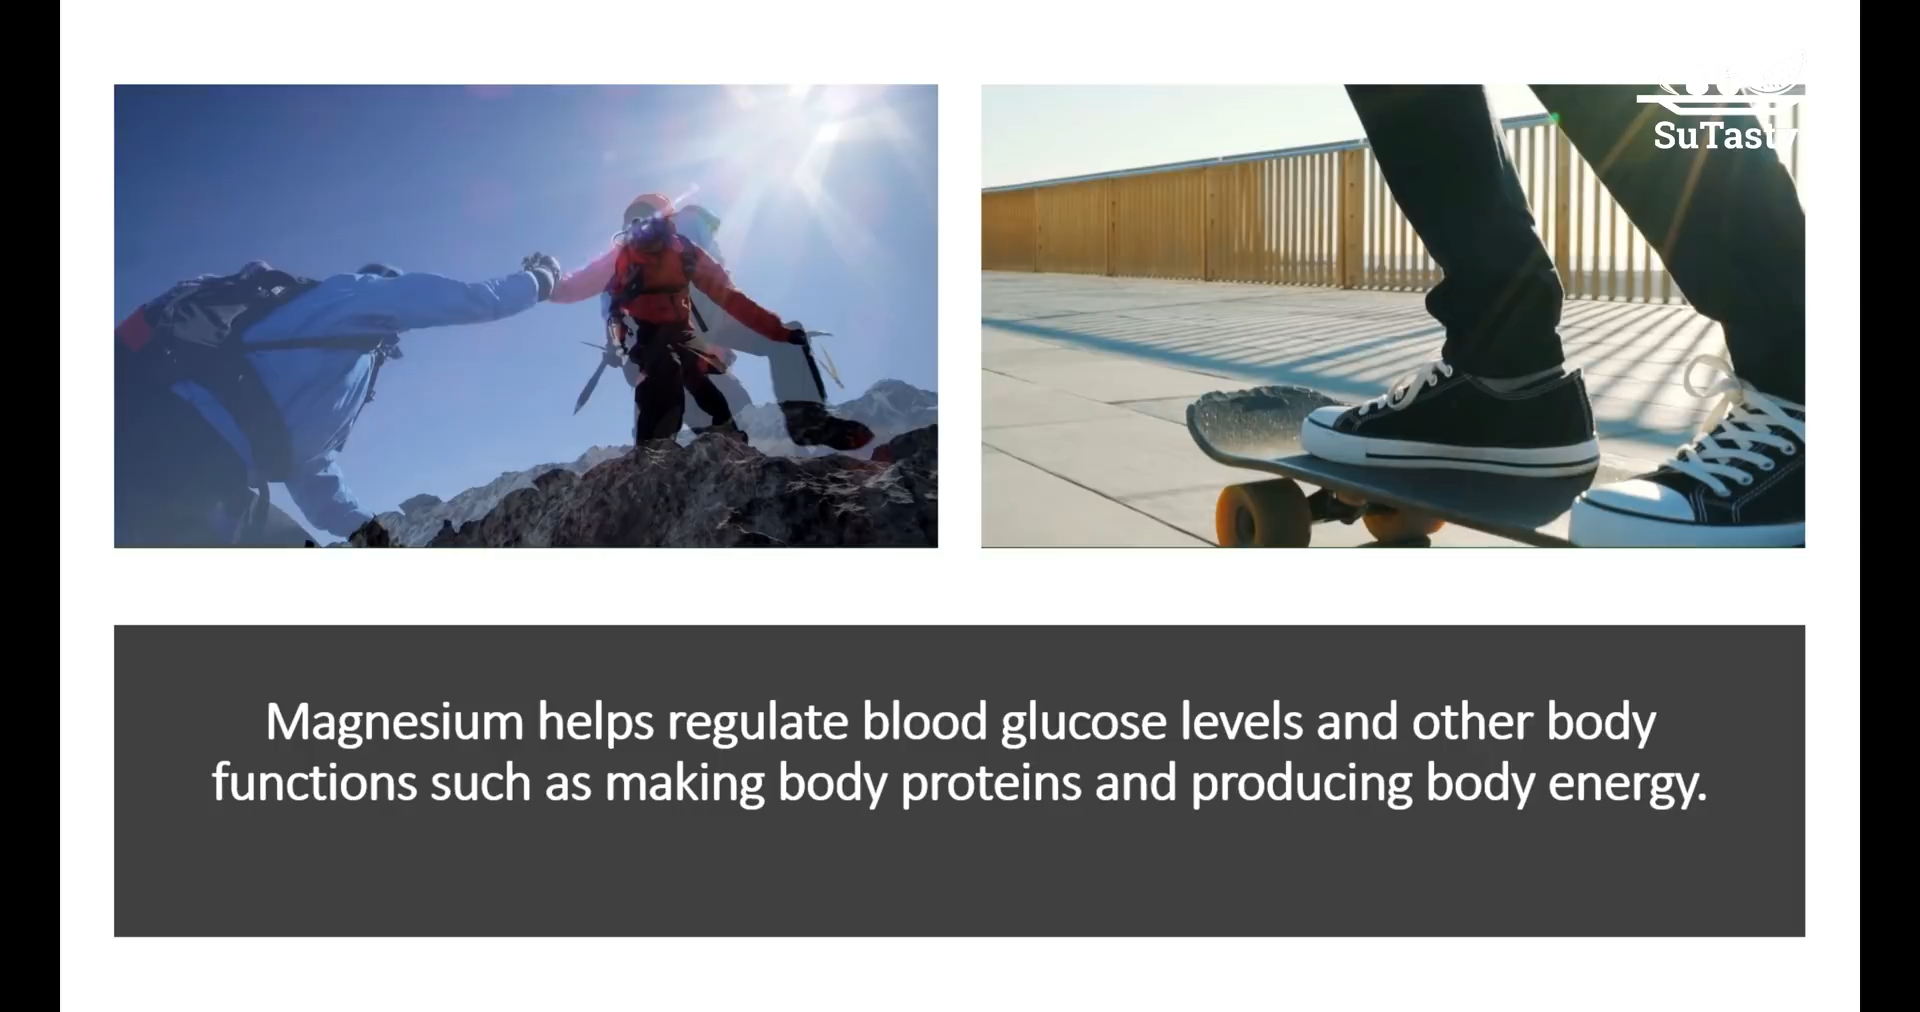 SuTasty
Magnesium helps regulate blood glucose levels and other body
functions such as making body proteins and producing body energy.